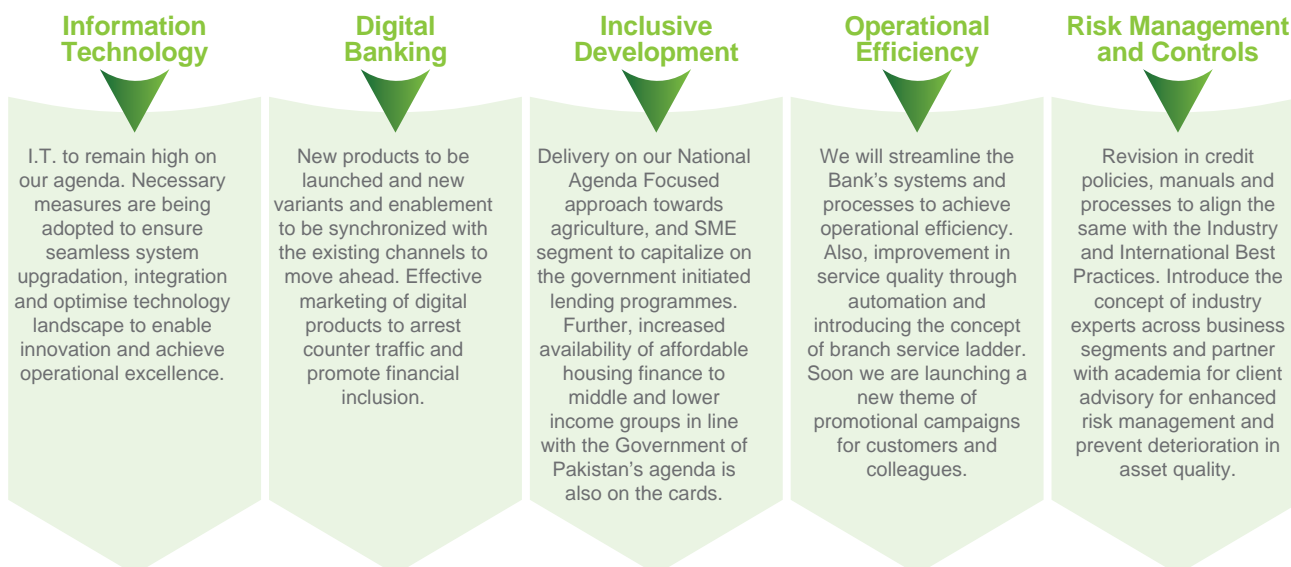 Information
Technology
I.T. to remain high on
our agenda. Necessary
measures are being
adopted to ensure
seamless system
upgradation, integration
and optimise technology
landscape to enable
innovation and achieve
operational excellence.
Digital
Banking
New products to be
launched and new
variants and enablement
to be synchronized with
the existing channels to
move ahead. Effective
marketing of digital
products to arrest
counter traffic and
promote financial
inclusion.
Inclusive
Development
Delivery on our National
Agenda Focused
approach towards
agriculture, and SME
segment to capitalize on
the government initiated
lending programmes.
Further, increased
availability of affordable
housing finance to
middle and lower
income groups in line
with the Government of
Pakistan’s agenda is
also on the cards.
Operational
Efficiency
We will streamline the
Bank’s systems and
processes to achieve
operational efficiency.
Also, improvement in
service quality through
automation and
introducing the concept
of branch service ladder.
Soon we are launching a
new theme of
promotional campaigns
for customers and
colleagues.
Risk Management
and Controls
Revision in credit
policies, manuals and
processes to align the
same with the Industry
and International Best
Practices. Introduce the
concept of industry
experts across business
segments and partner
with academia for client
advisory for enhanced
risk management and
prevent deterioration in
asset quality.